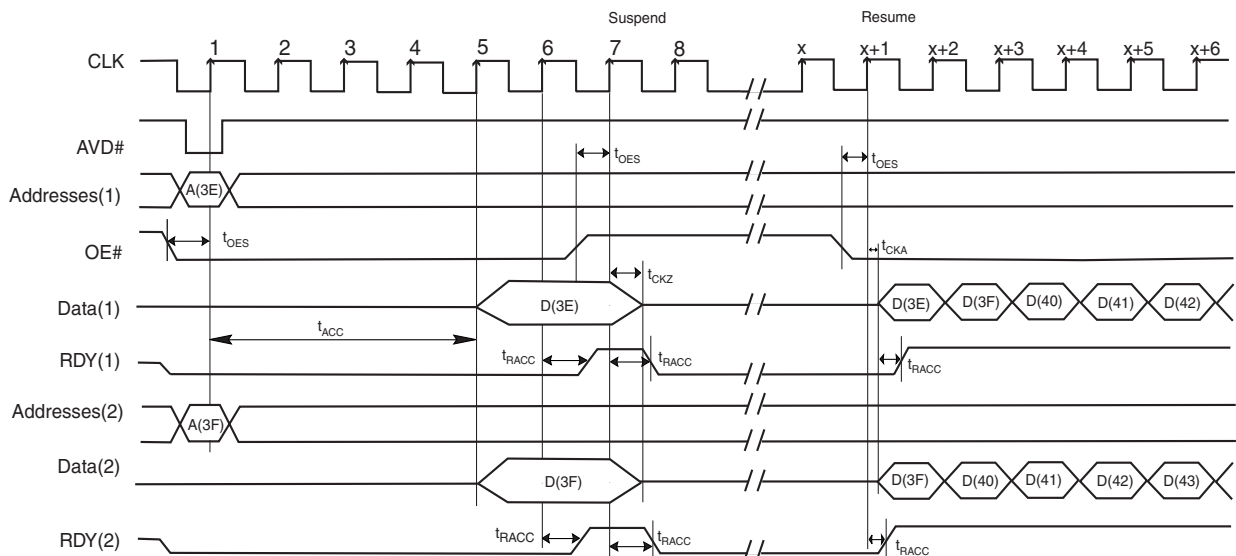 Suspend Resume
1 2 3 4 5 6 7 8 x x+1 x+2 x+3 x+4 x+5 x+6
CLK
AVD#
tOES tOES
Addresses(1) A(3E)
OE# tOES tCKA
tCKZ
Data(1) D(3E) D(3E) D(3F) D(40) D(41) D(42)
tACC
RDY(1) tRACC tRACC tRACC
Addresses(2) A(3F)
Data(2) D(3F) D(3F) D(40) D(41) D(42) D(43)
RDY(2) tRACC tRACC tRACC